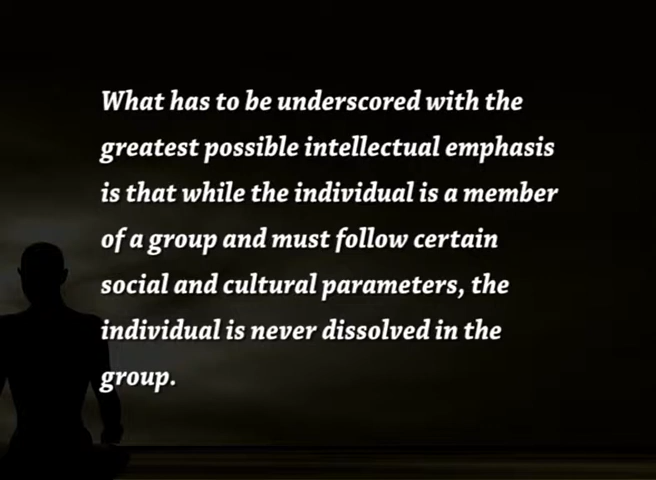 What has to be underscored with the
greatest possible intellectual emphasis
is that while the individual is a member
of a group and must follow certain
social and cultural parameters, the
individual is never dissolved in the
group.